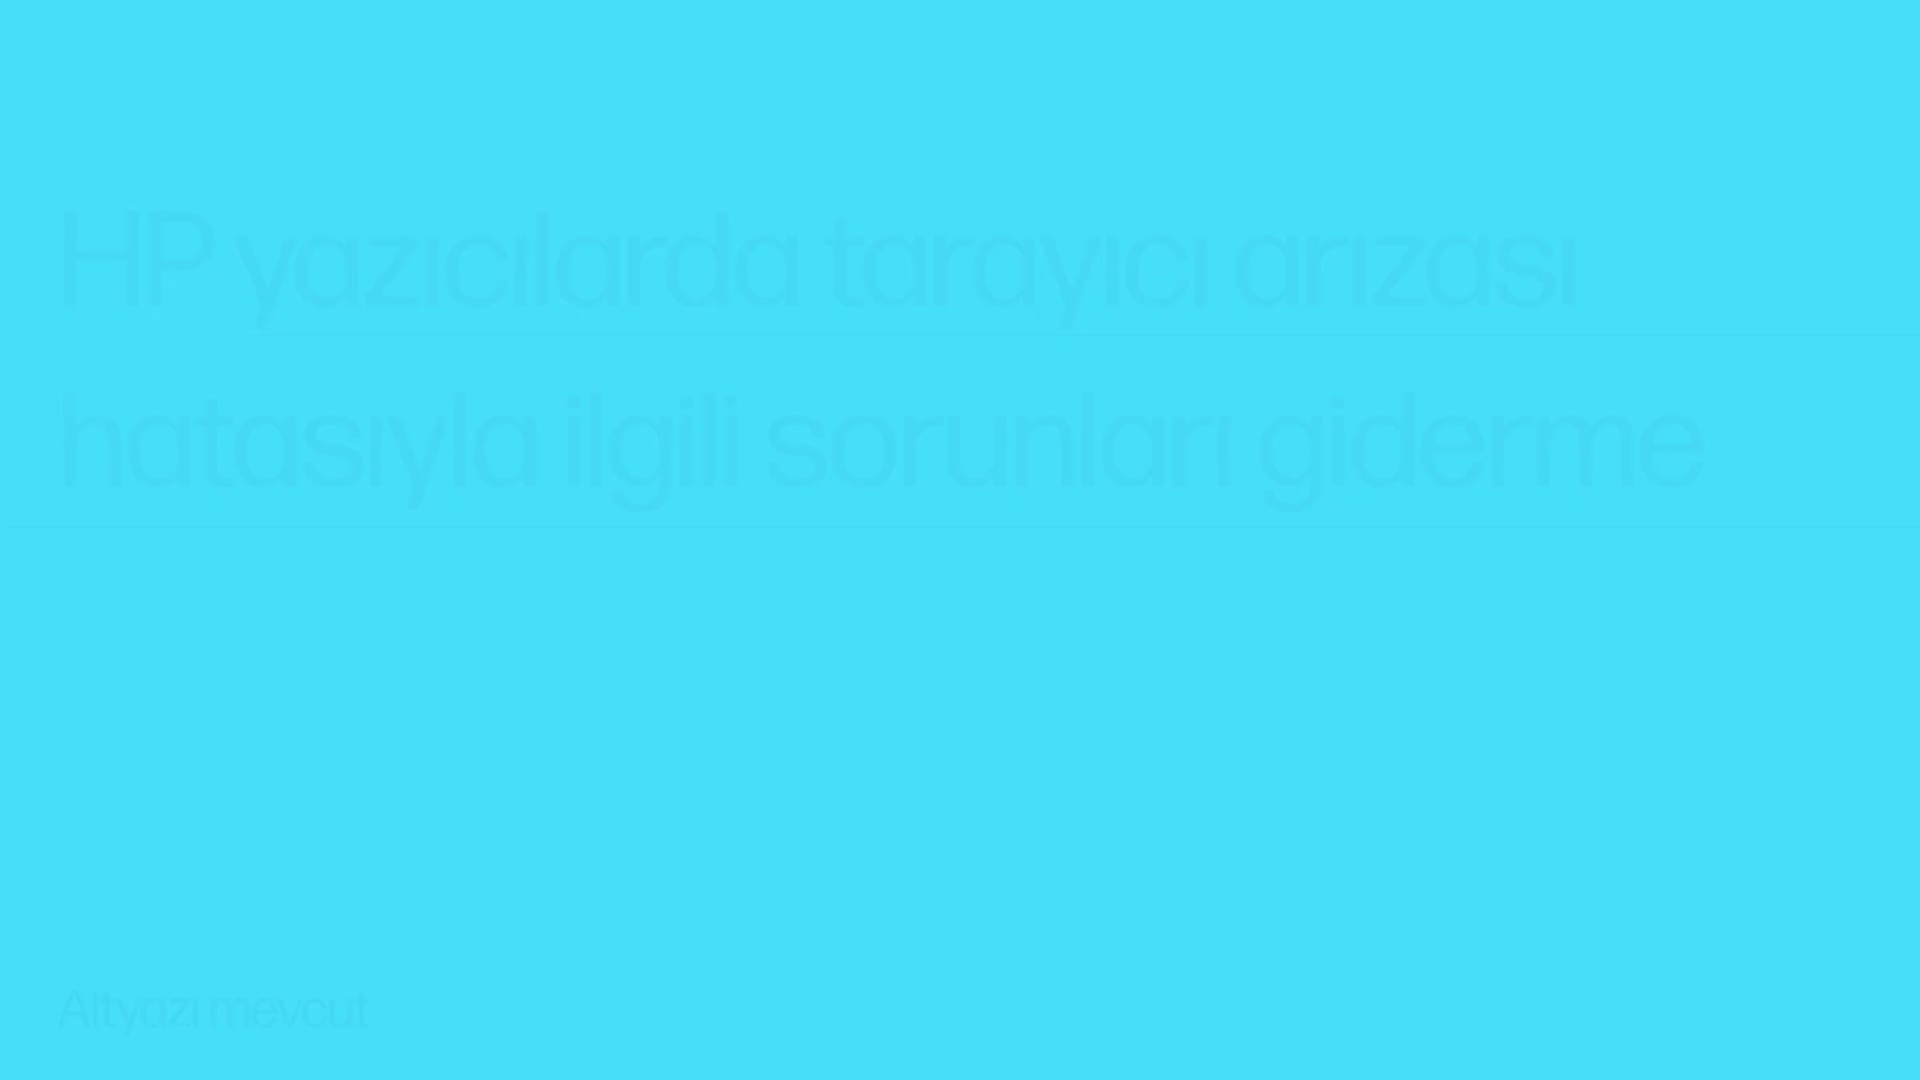 HP yazıcılarda tarayıcı arızası
hatasıyla ilgili sorunları giderme
Altyazı mevcut